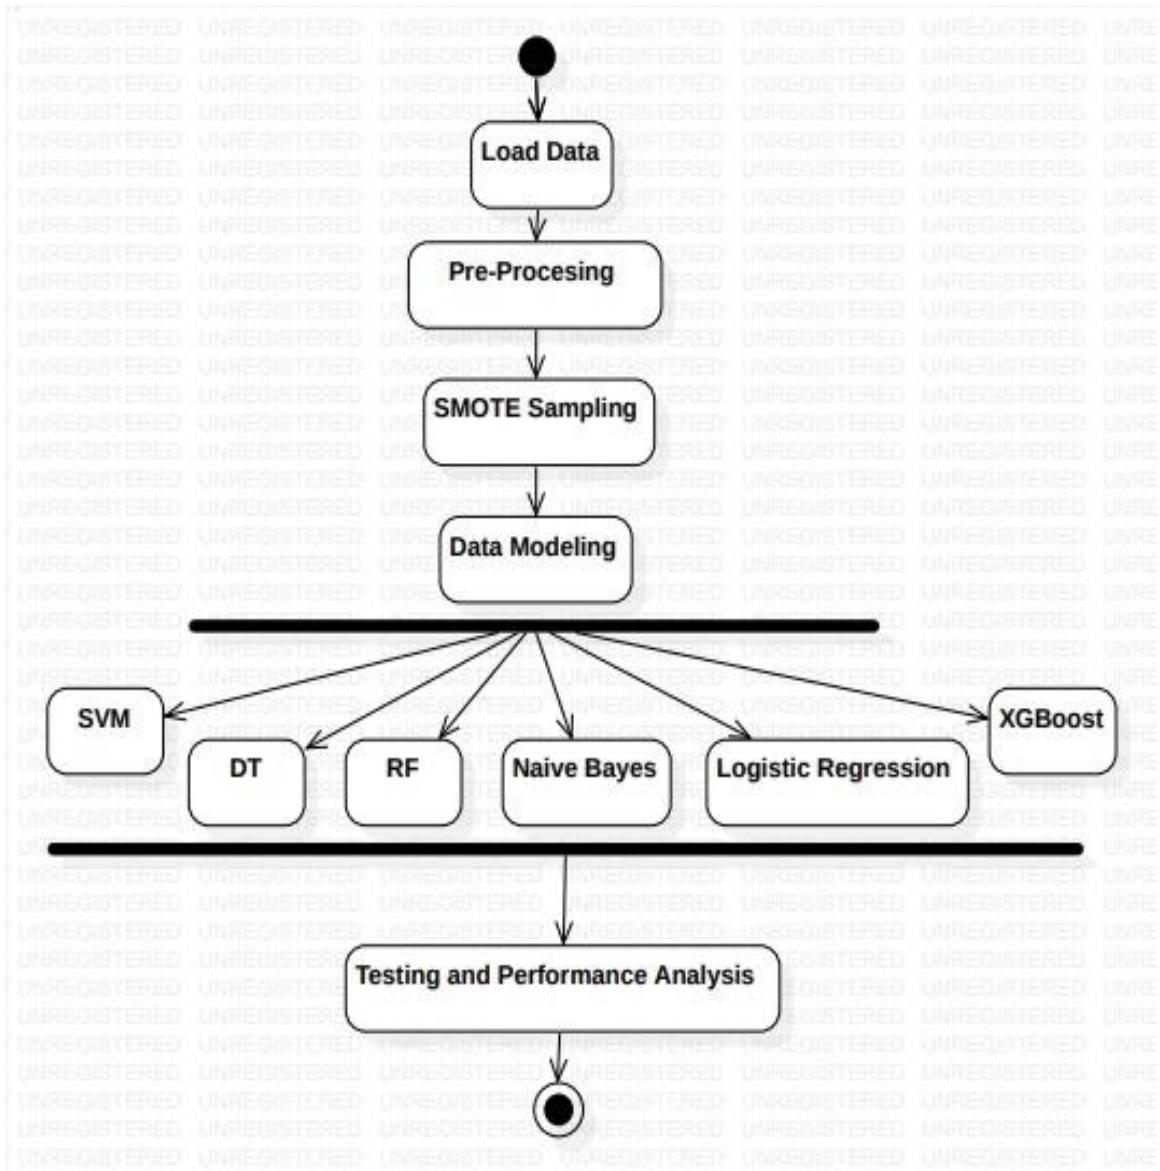 Load Data
Pre-Procesing
SMOTE Sampling
Data Modeling
SVM
XGBoost
DT
RF
Naive Bayes
Logistic Regression
Testing and Performance Analysis
UNREGISTERED